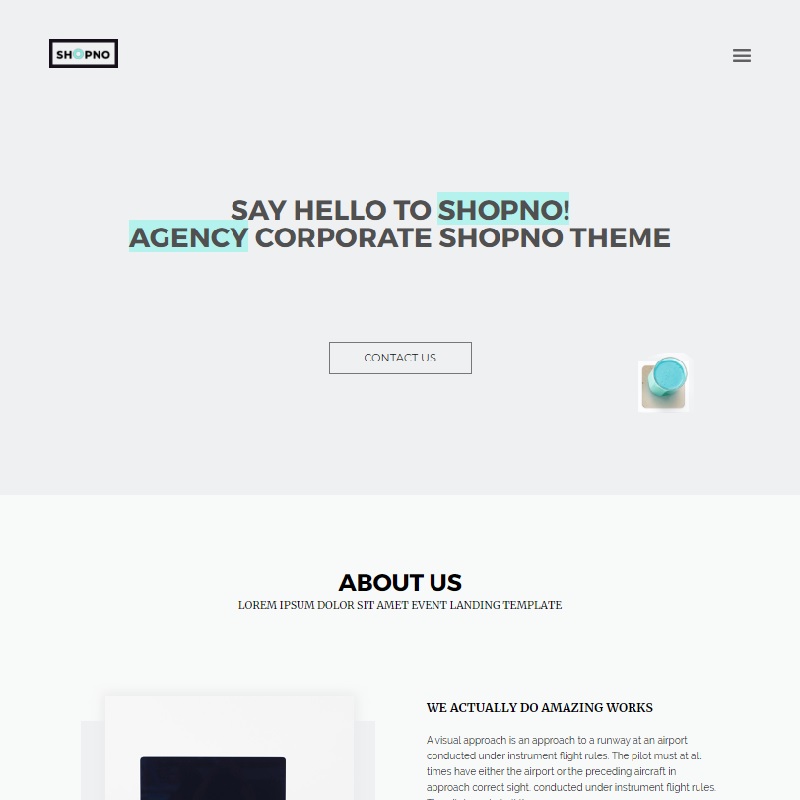 SHOPNO
SAY HELLO TO SHOPNO!
AGENCY CORPORATE SHOPNO THEME
CONTACT US
ABOUT US
LOREM IPSUM DOLOR SIT AMET EVENT LANDING TEMPLATE
WE ACTUALLY DO AMAZING WORKS
A visual approach is an approach to a runway at an airport
conducted under instrument flight rules. The pilot must at all
times have either the airport or the preceding aircraft in
approach correct sight. conducted under instrument flight rules.